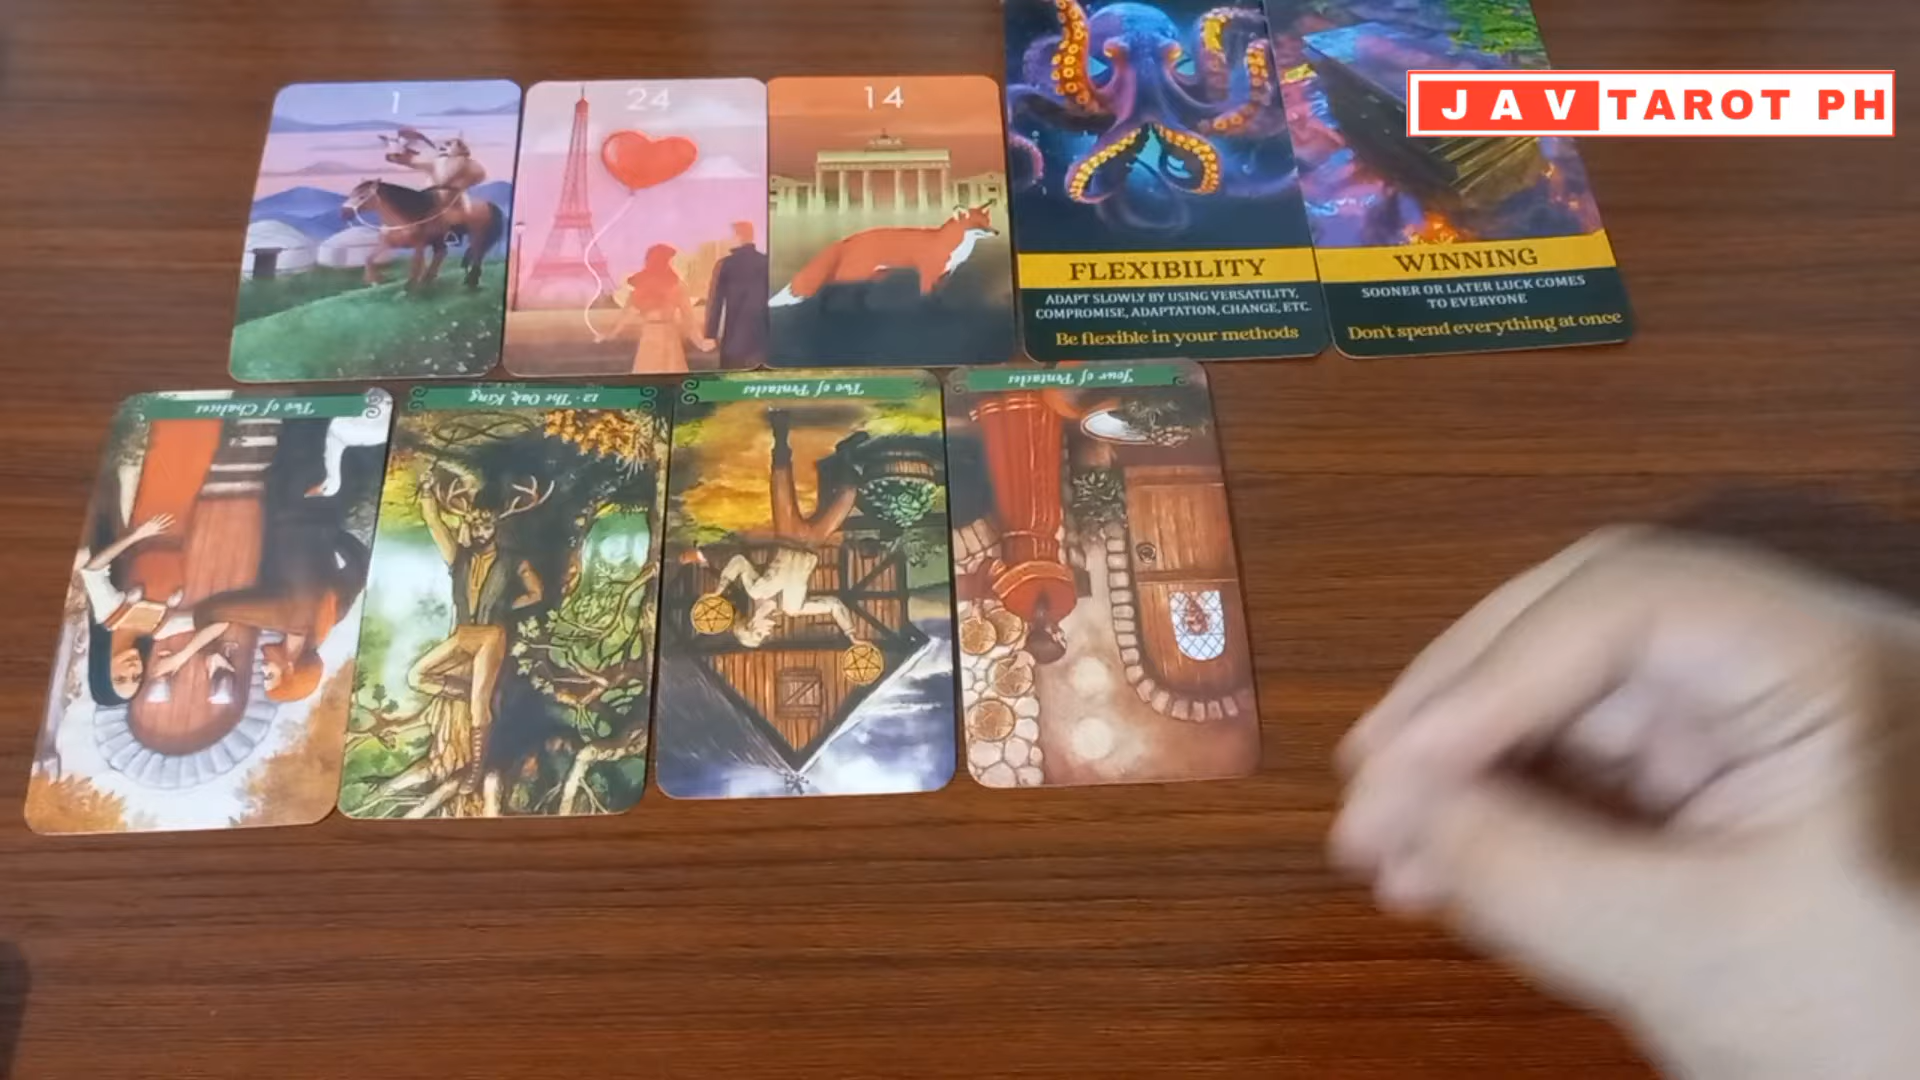 1
24
14
JAV TAROT PH
FLEXIBILITY
ADAPT SLOWLY BY USING VERSATILITY,
COMPROMISE, ADAPTATION, CHANGE, ETC.
Be flexible in your methods
WINNING
SOONER OR LATER LUCK COMES
TO EVERYONE
Don't spend everything at once
Two of Chalices
12 · The Oak King
Two of Pentacles
Four of Pentacles